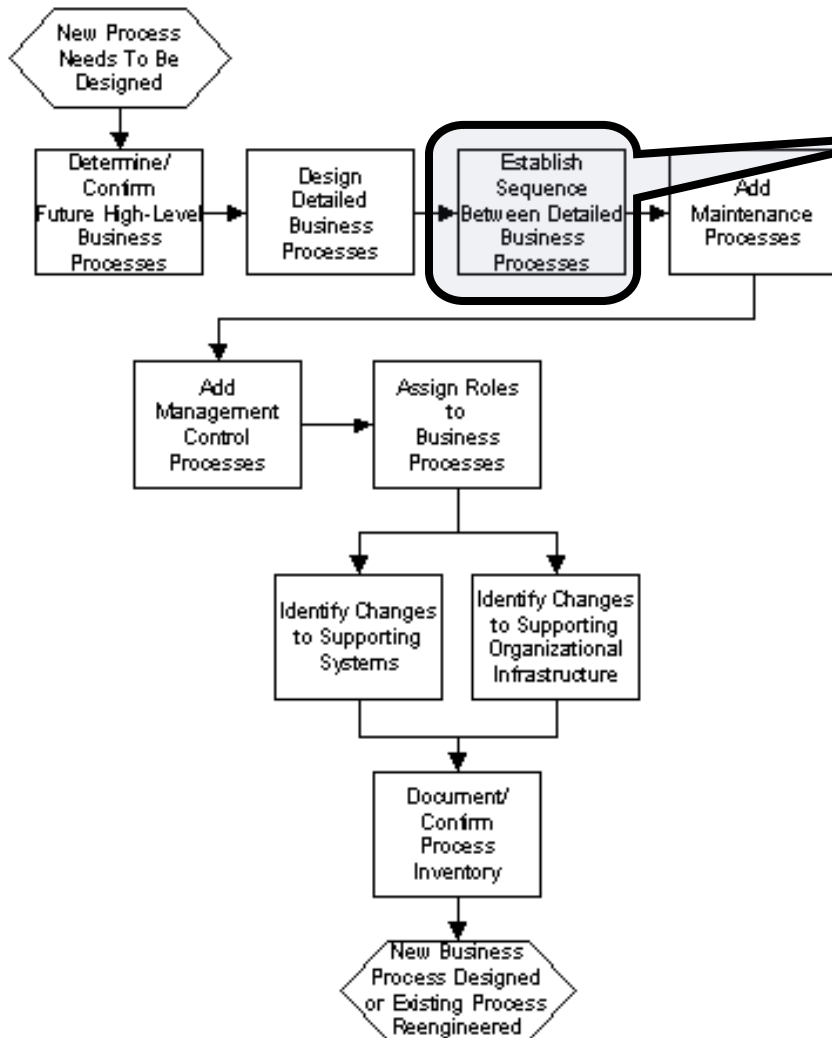 New Process
Needs To Be
Designed
Determine/
Confirm
Future High-Level
Business
Processes
Design
Detailed
Business
Processes
Establish
Sequence
Between Detailed
Business
Processes
Add
Maintenance
Processes
Add
Management
Control
Processes
Assign Roles
to
Business
Processes
Identify Changes
to Supporting
Systems
Identify Changes
to Supporting
Organizational
Infrastructure
Document/
Confirm
Process
Inventory
New Business
Process Designed
or Existing Process
Reengineered